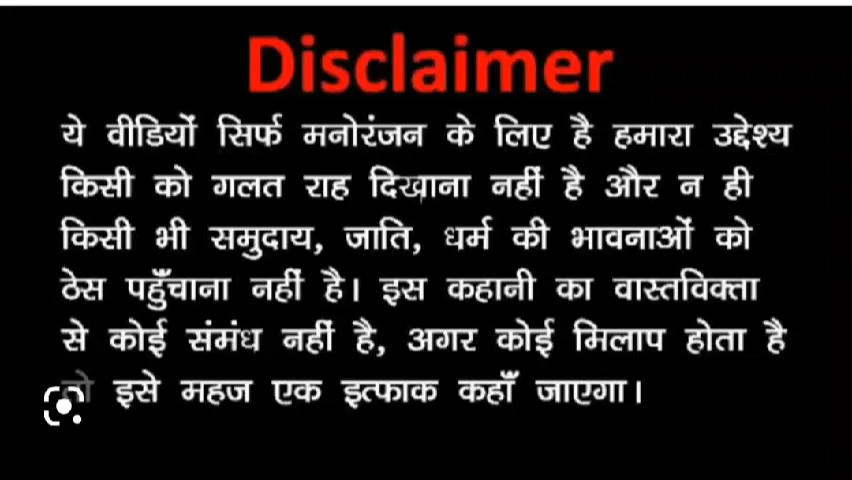 Disclaimer
ये वीडियों सिर्फ मनोरंजन के लिए है हमारा उद्देश्य
किसी को गलत राह दिखाना नहीं है और न ही
किसी भी समुदाय, जाति, धर्म की भावनाओं को
ठेस पहुँचाना नहीं है। इस कहानी का वास्तविक्ता
से कोई संमंध नहीं है, अगर कोई मिलाप होता है
तो इसे महज एक इत्फाक कहाँ जाएगा।